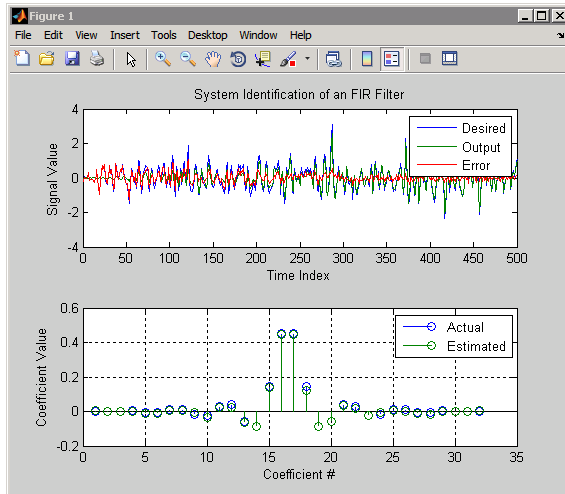 Figure 1
File Edit View Insert Tools Desktop Window Help
System Identification of an FIR Filter
4
2
0
-2
-4
Signal Value
Desired
Output
Error
0 50 100 150 200 250 300 350 400 450 500
Time Index
0.6
0.4
0.2
0
-0.2
Coefficient Value
Actual
Estimated
0 5 10 15 20 25 30 35
Coefficient #